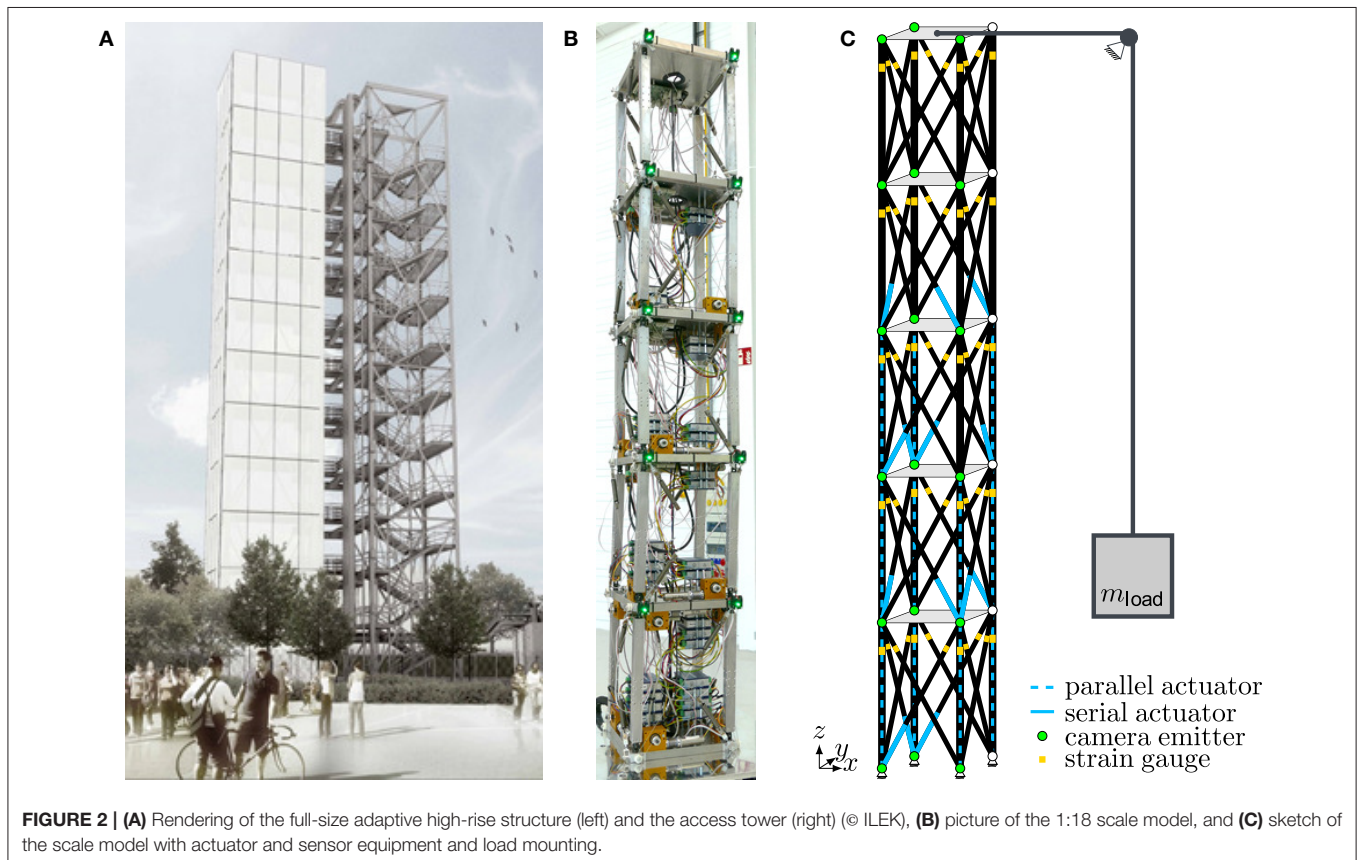 A
B
C
m_load
parallel actuator
serial actuator
camera emitter
strain gauge
z
y
x
FIGURE 2 | (A) Rendering of the full-size adaptive high-rise structure (left) and the access tower (right) (© ILEK), (B) picture of the 1:18 scale model, and (C) sketch of
the scale model with actuator and sensor equipment and load mounting.